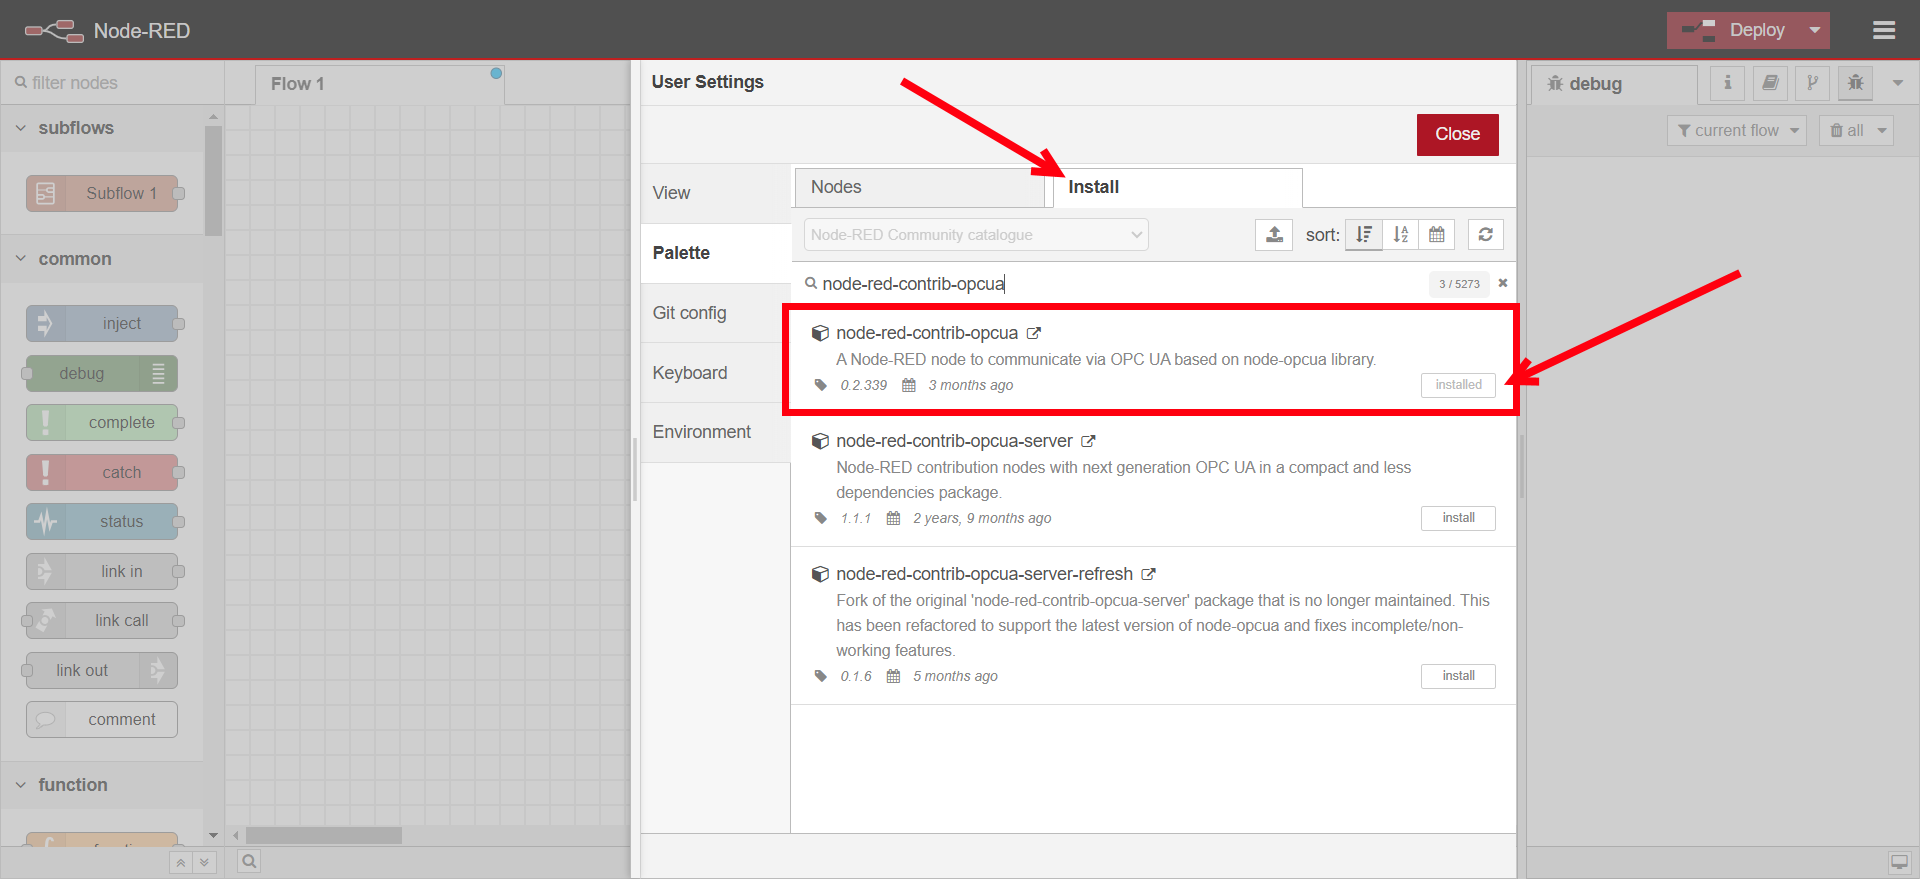 Node-RED
Deploy
filter nodes
Flow 1
User Settings
debug
Close
current flow
all
subflows
Subflow 1
common
inject
debug
complete
catch
status
link in
link call
link out
comment
function
View
Palette
Git config
Keyboard
Environment
Nodes
Install
Node-RED Community catalogue
sort:
node-red-contrib-opcua
3 / 5273
node-red-contrib-opcua
A Node-RED node to communicate via OPC UA based on node-opcua library.
0.2.339 3 months ago
installed
node-red-contrib-opcua-server
Node-RED contribution nodes with next generation OPC UA in a compact and less
dependencies package.
1.1.1 2 years, 9 months ago
install
node-red-contrib-opcua-server-refresh
Fork of the original 'node-red-contrib-opcua-server' package that is no longer maintained. This
has been refactored to support the latest version of node-opcua and fixes incomplete/non-
working features.
0.1.6 5 months ago
install